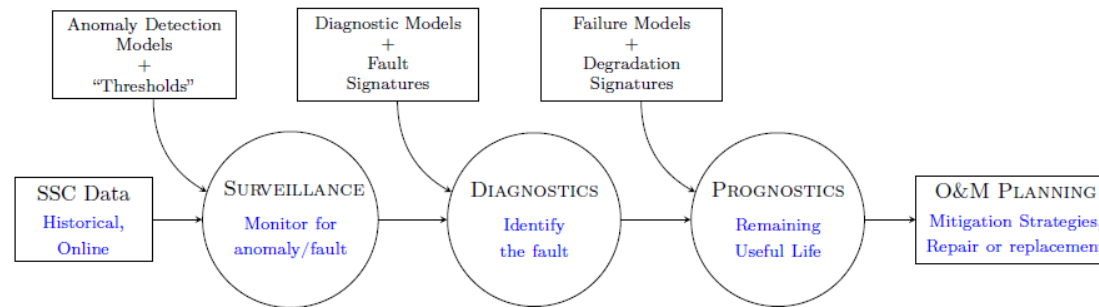 Anomaly Detection
Models
+
“Thresholds”
Diagnostic Models
+
Fault
Signatures
Failure Models
+
Degradation
Signatures
SSC Data
Historical,
Online
Surveillance
Monitor for
anomaly/fault
Diagnostics
Identify
the fault
Prognostics
Remaining
Useful Life
O&M Planning
Mitigation Strategies,
Repair or replacement